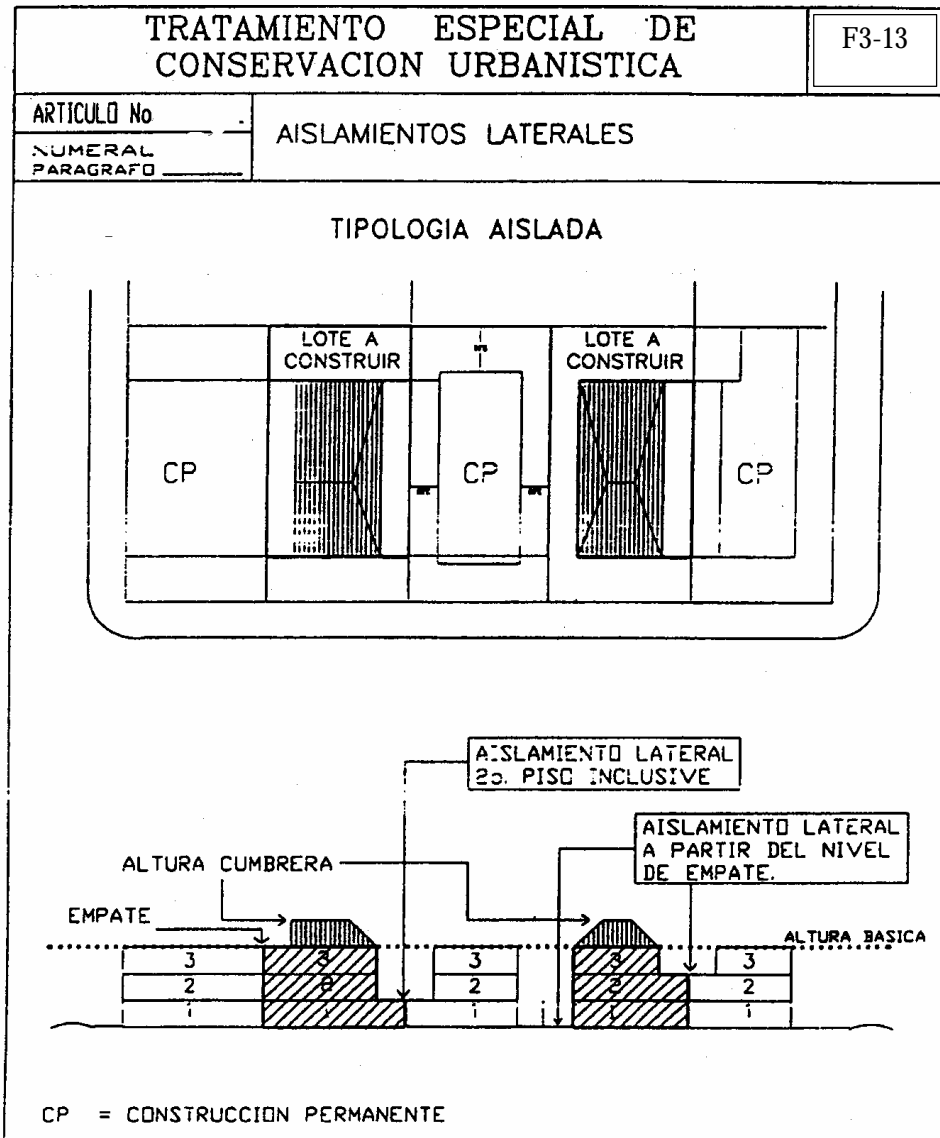 TRATAMIENTO ESPECIAL DE
CONSERVACION URBANISTICA
F3-13
ARTICULO No.
NUMERAL
PARAGRAFO
AISLAMIENTOS LATERALES
TIPOLOGIA AISLADA
LOTE A
CONSTRUIR
LOTE A
CONSTRUIR
CP
CP
CP
AISLAMIENTO LATERAL
2o. PISO INCLUSIVE
AISLAMIENTO LATERAL
A PARTIR DEL NIVEL
DE EMPATE.
ALTURA CUMBRERA
EMPATE
ALTURA BASICA
3 3 3 3 3
2 2 2 2 2
1 1 1 1 1
CP = CONSTRUCCION PERMANENTE